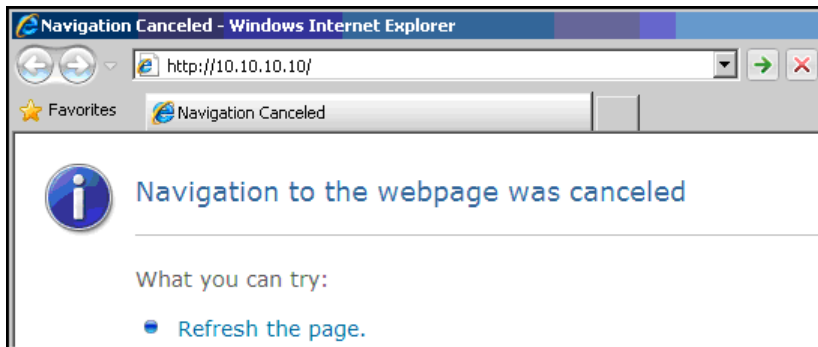 Navigation Canceled - Windows Internet Explorer
http://10.10.10.10/
Favorites
Navigation Canceled
Navigation to the webpage was canceled
What you can try:
Refresh the page.